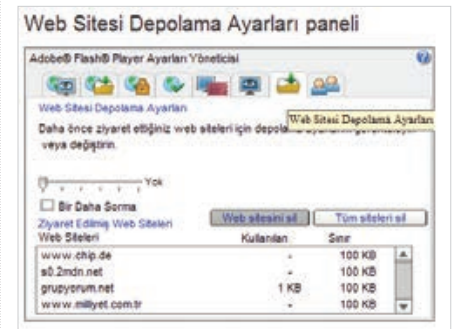 Web Sitesi Depolama Ayarları paneli
Adobe® Flash® Player Ayarları Yöneticisi
Web Sitesi Depolama Ayarları
Web Sitesi Depolama Ayarları
Daha önce ziyaret ettiğiniz web siteleri için depolama
veya değiştirin.
Yok
Bir Daha Sorma
Ziyaret Edilmiş Web Siteleri
Web sitesini sil
Tüm siteleri sil
Web Siteleri Kullanılan Sınır
www.chip.de - 100 KB
s0.2mdn.net - 100 KB
grupyorum.net 1 KB 100 KB
www.milliyet.com.tr - 100 KB